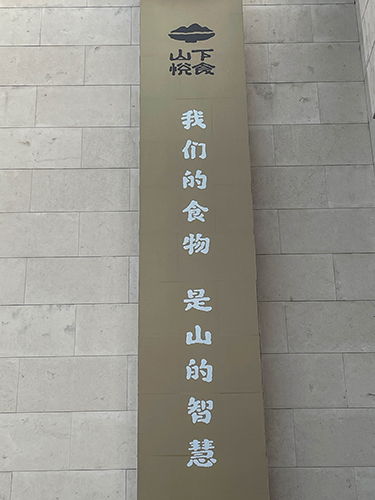 山下
悦食
我们的食物 是山的智慧